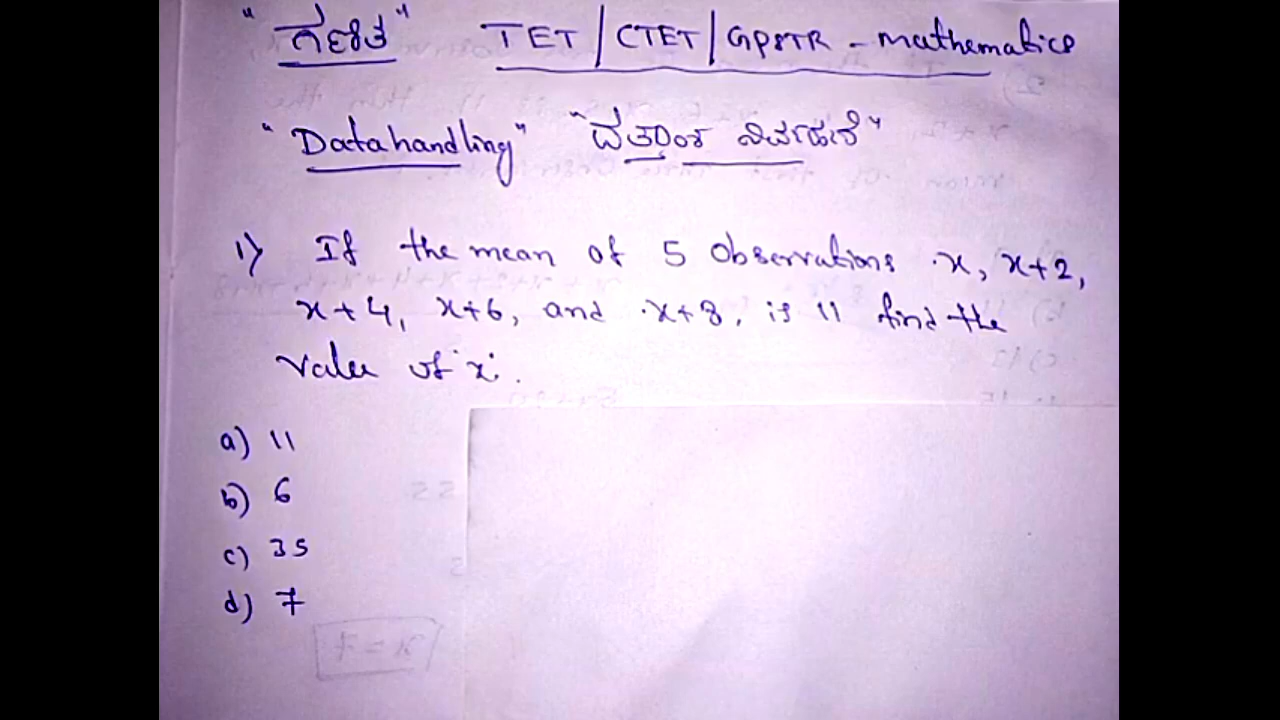 "ಗಣಿತ" TET/CTET/GPSTR - mathematics
"Datahandling" "ದತ್ತಾಂಶ ನಿರ್ವಹಣೆ"
1) If the mean of 5 observations x, x+2,
x+4, x+6, and x+8, is 11 find the
value of 'x'.
a) 11
b) 6
c) 35
d) 7